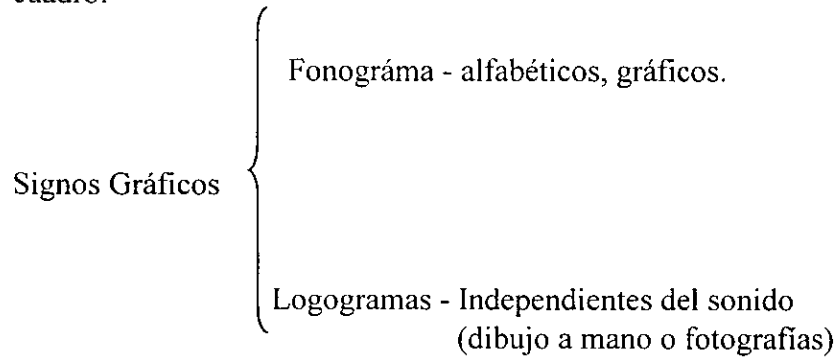 cuadro:
Fonográma - alfabéticos, gráficos.
Signos Gráficos
Logogramas - Independientes del sonido
(dibujo a mano o fotografías)